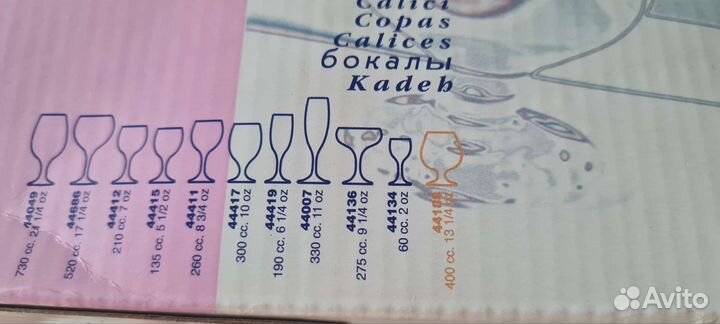 Calici
Copas
Calices
бокалы
Kadeh
44049
730 cc. 24 1/4 oz
44686
520 cc. 17 1/4 oz
44412
210 cc. 7 oz
44415
135 cc. 5 1/2 oz
44411
260 cc. 8 3/4 oz
44417
300 cc. 10 oz
44419
190 cc. 6 1/4 oz
44007
330 cc. 11 oz
44136
275 cc. 9 1/4 oz
44134
60 cc. 2 oz
44188
400 cc. 13 1/4 oz
Avito